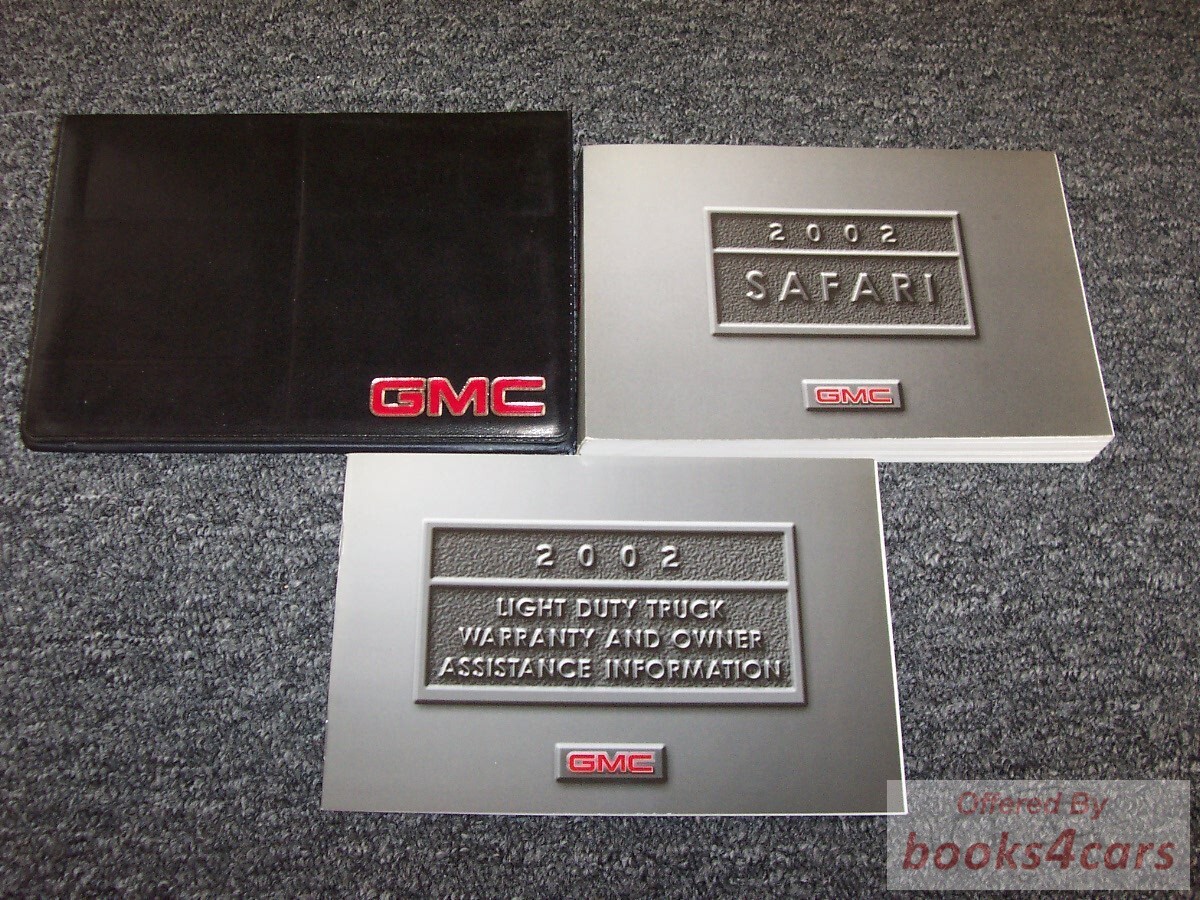 GMC
2002
SAFARI
GMC
2002
LIGHT DUTY TRUCK
WARRANTY AND OWNER
ASSISTANCE INFORMATION
GMC
Offered By
books4cars